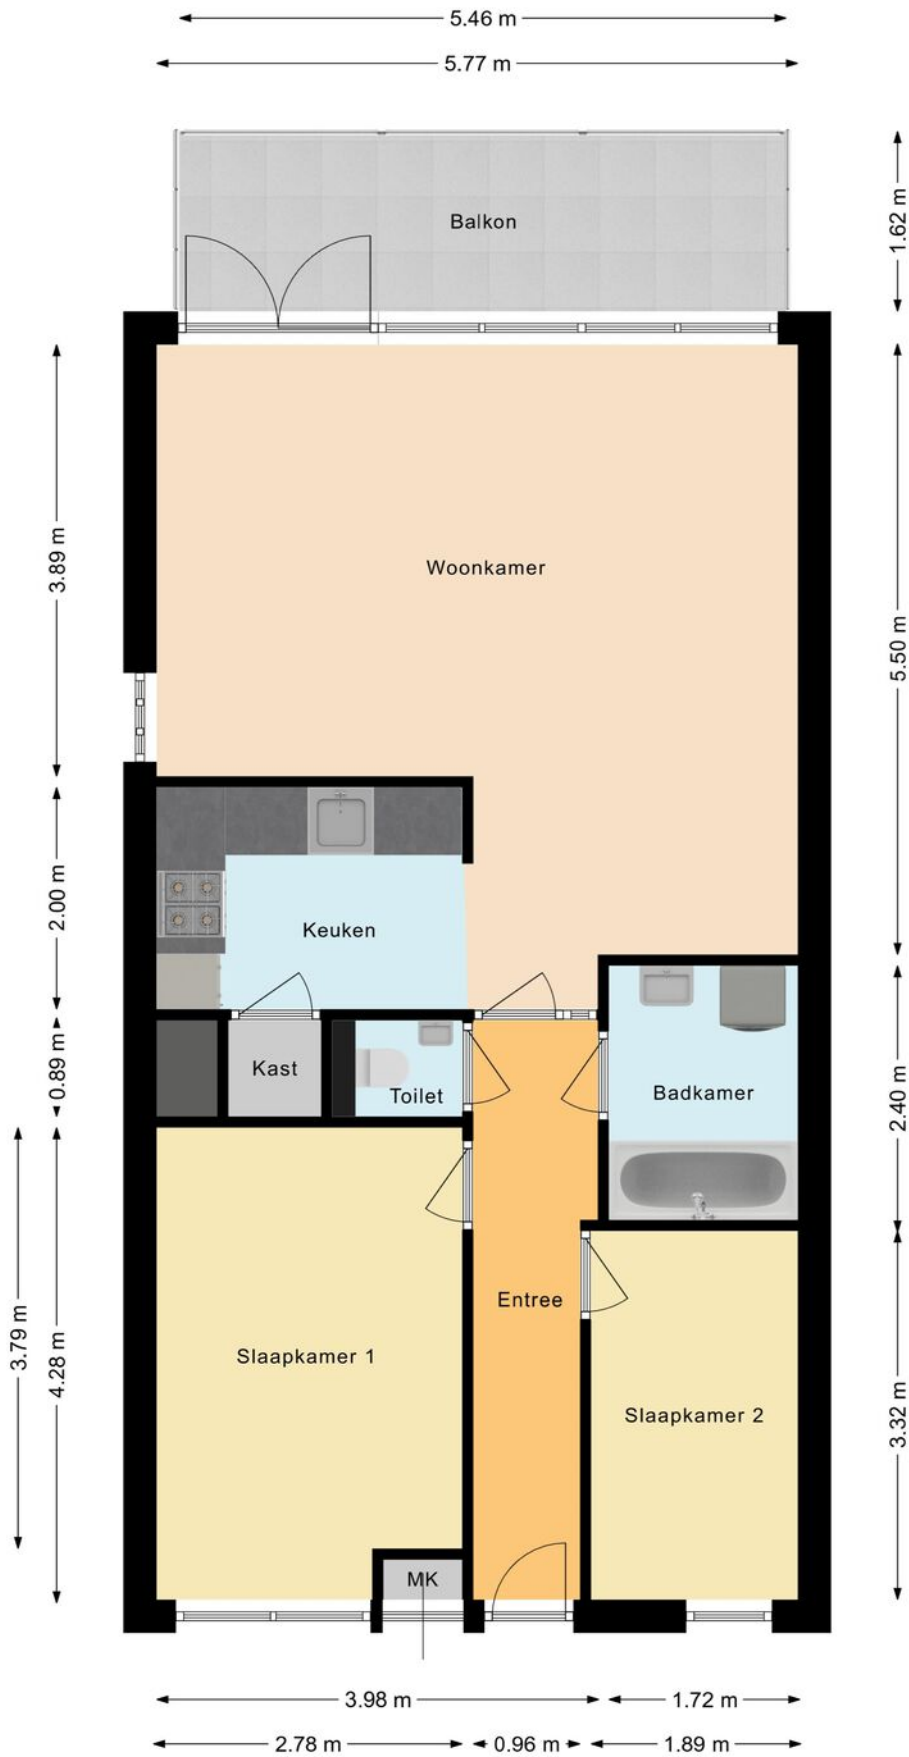 5.46 m
5.77 m
Balkon
1.62 m
3.89 m
Woonkamer
5.50 m
2.00 m
Keuken
0.89 m
Kast
Toilet
Badkamer
2.40 m
3.79 m
4.28 m
Entree
Slaapkamer 1
Slaapkamer 2
3.32 m
MK
3.98 m
1.72 m
2.78 m
0.96 m
1.89 m